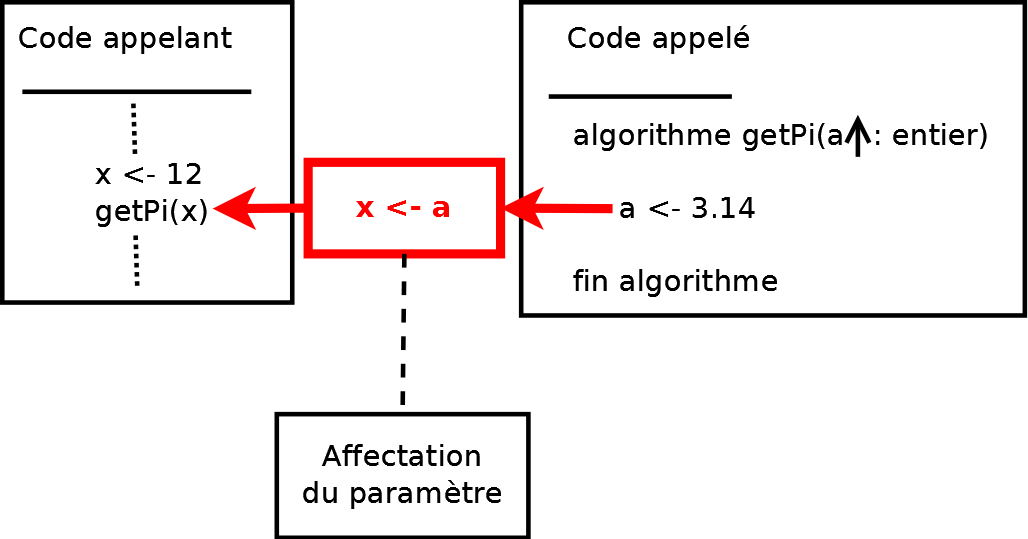 Code appelant
x <- 12
getPi(x)
x <- a
Code appelé
algorithme getPi(a↑: entier)
a <- 3.14
fin algorithme
Affectation
du paramètre